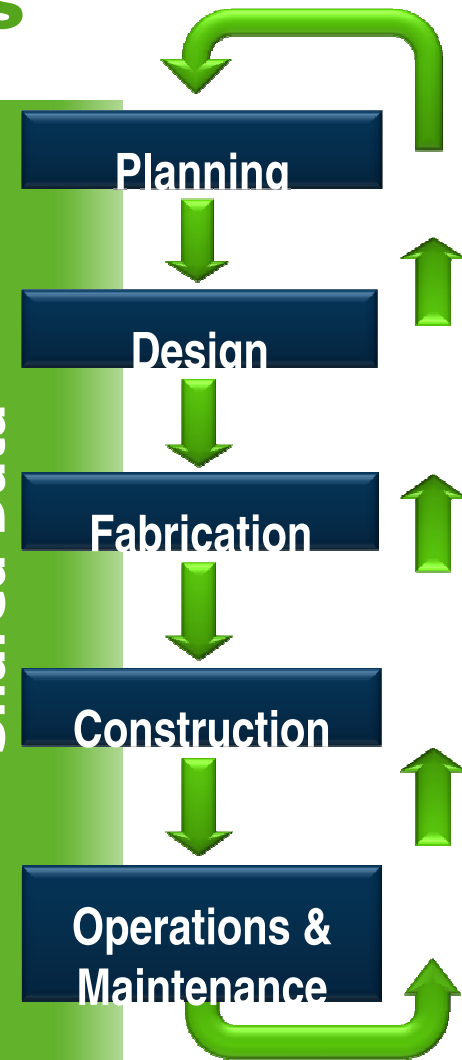 Planning
Design
Fabrication
Construction
Operations &
Maintenance